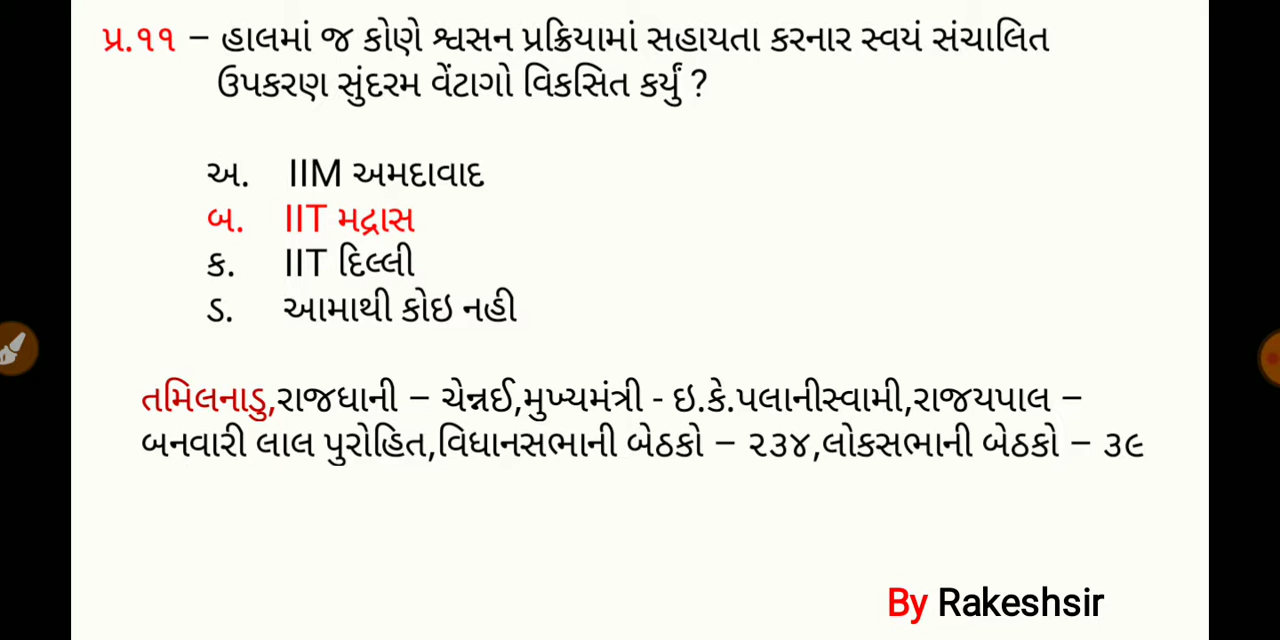 પ્ર.૧૧ – હાલમાં જ કોણે શ્વસન પ્રક્રિયામાં સહાયતા કરનાર સ્વયં સંચાલિત
ઉપકરણ સુંદરમ વેંટાગો વિકસિત કર્યું ?
અ. IIM અમદાવાદ
બ. IIT મદ્રાસ
ક. IIT દિલ્લી
ડ. આમાથી કોઇ નહી
તમિલનાડુ,રાજધાની – ચેન્નઈ,મુખ્યમંત્રી - ઇ.કે.પલાનીસ્વામી,રાજયપાલ –
બનવારી લાલ પુરોહિત,વિધાનસભાની બેઠકો – ૨૩૪,લોકસભાની બેઠકો – ૩૯
By Rakeshsir